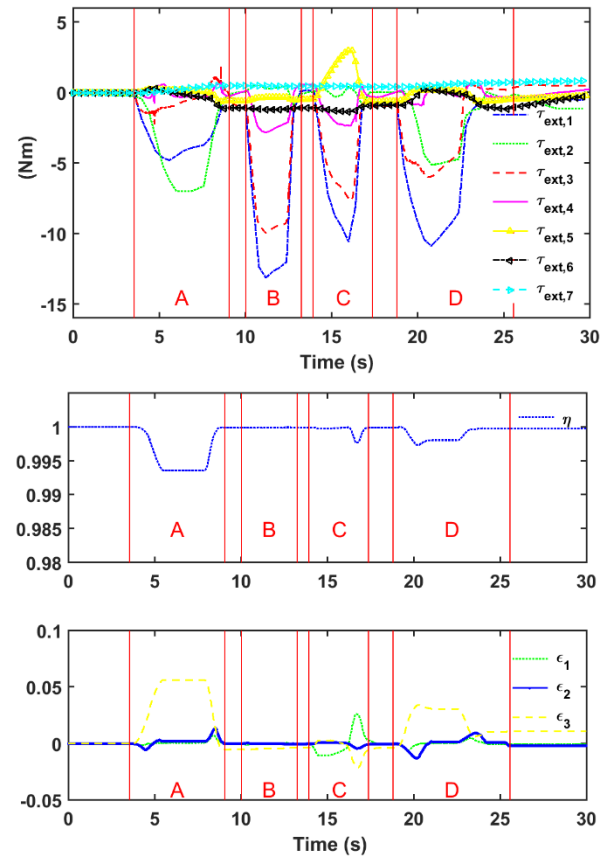 5
0
-5
-10
-15
(Nm)
τext,1
τext,2
τext,3
τext,4
τext,5
τext,6
τext,7
A B C D
0 5 10 15 20 25 30
Time (s)
1
0.995
0.99
0.985
0.98
η
A B C D
0 5 10 15 20 25 30
0.1
0.05
0
-0.05
ϵ1
ϵ2
ϵ3
A B C D
0 5 10 15 20 25 30
Time (s)